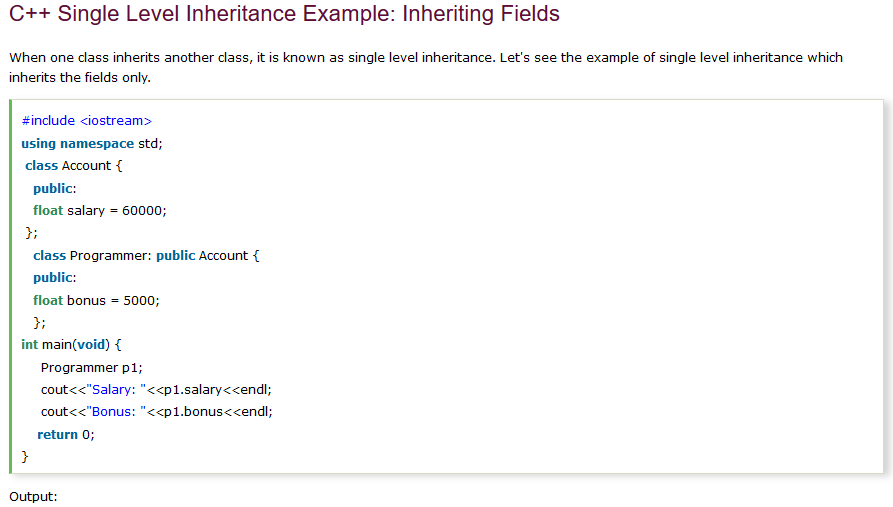 C++ Single Level Inheritance Example: Inheriting Fields
When one class inherits another class, it is known as single level inheritance. Let's see the example of single level inheritance which
inherits the fields only.
#include <iostream>
using namespace std;
class Account {
public:
float salary = 60000;
};
class Programmer: public Account {
public:
float bonus = 5000;
};
int main(void) {
Programmer p1;
cout<<"Salary: "<<p1.salary<<endl;
cout<<"Bonus: "<<p1.bonus<<endl;
return 0;
}
Output: